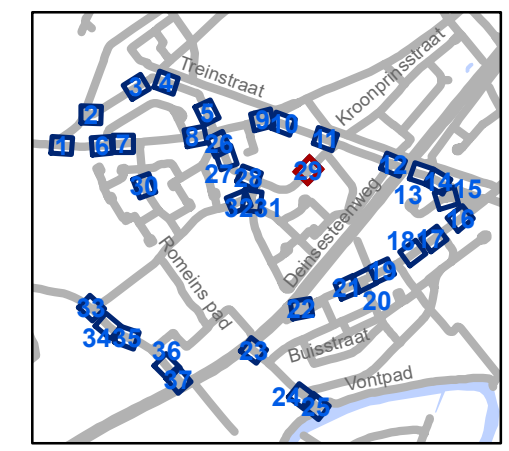 Treinstraat
Kroonprinsstraat
3 4
2 5
9 10
1 6 7 8 26 11
27 28 29 12
30 13 14 15
32 31
Deinsesteenweg
16
18 17
Romeins pad
21 19
20
33 22
34 35
36 23 Buisstraat
37 Vontpad
24 25